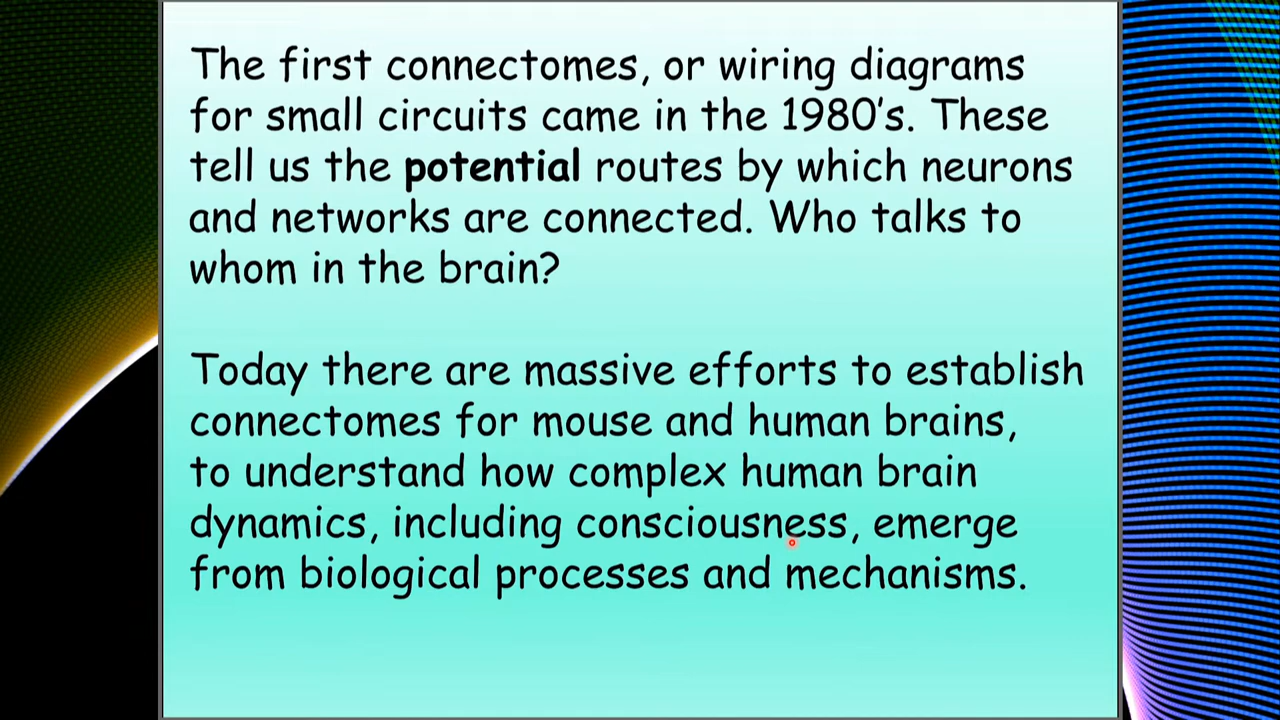 The first connectomes, or wiring diagrams
for small circuits came in the 1980's. These
tell us the potential routes by which neurons
and networks are connected. Who talks to
whom in the brain?
Today there are massive efforts to establish
connectomes for mouse and human brains,
to understand how complex human brain
dynamics, including consciousness, emerge
from biological processes and mechanisms.